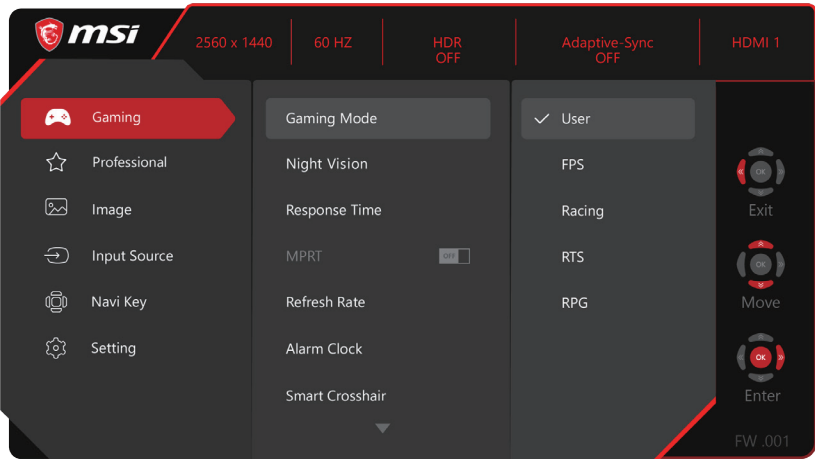 msi
2560 x 1440
60 HZ
HDR
OFF
Adaptive-Sync
OFF
HDMI 1
Gaming
Professional
Image
Input Source
Navi Key
Setting
Gaming Mode
Night Vision
Response Time
MPRT
OFF
Refresh Rate
Alarm Clock
Smart Crosshair
User
FPS
Racing
RTS
RPG
OK
Exit
OK
Move
OK
Enter
FW .001